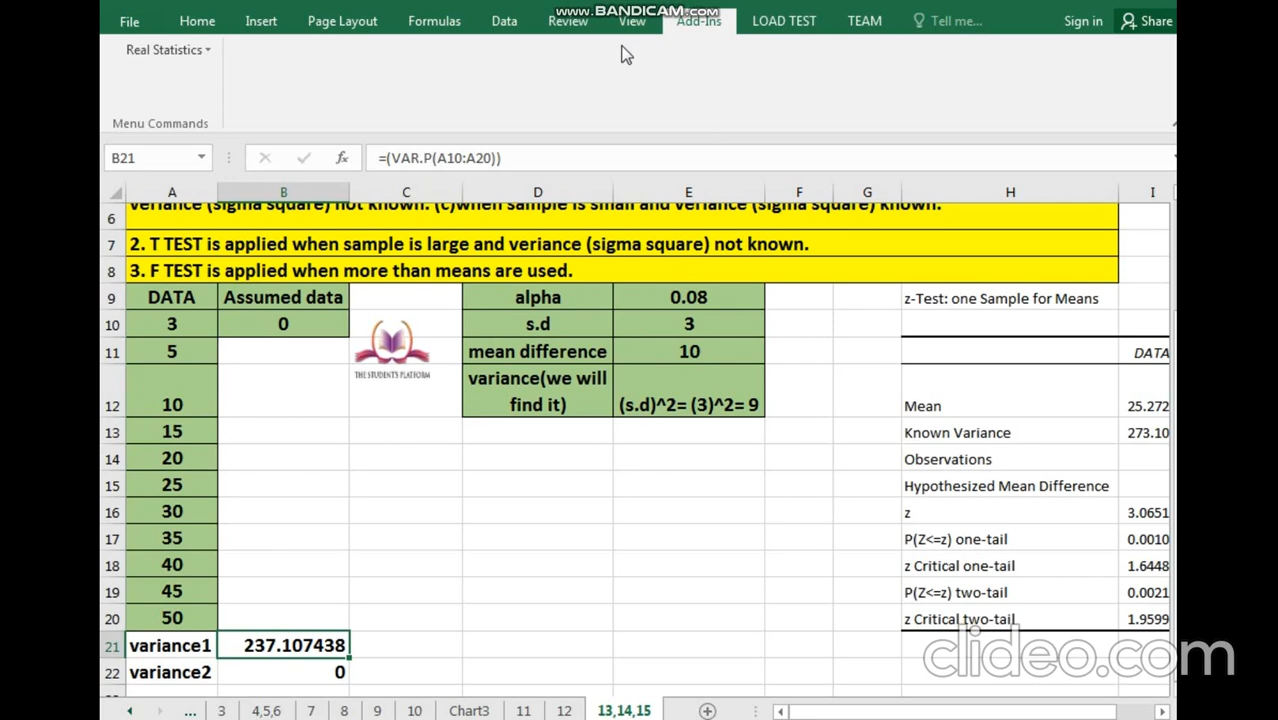 www.BANDICAM.com
File Home Insert Page Layout Formulas Data Review View Add-Ins LOAD TEST TEAM Tell me... Sign in Share
Real Statistics
Menu Commands
B21 fx =(VAR.P(A10:A20))
A B C D E F G H I
6 variance (sigma square) not known. (c)when sample is small and veriance (sigma square) known.
7 2. T TEST is applied when sample is large and veriance (sigma square) not known.
8 3. F TEST is applied when more than means are used.
9 DATA Assumed data alpha 0.08 z-Test: one Sample for Means
10 3 0 s.d 3
THE STUDENTS PLATFORM
11 5 mean difference 10 DATA
variance(we will
12 10 find it) (s.d)^2= (3)^2= 9 Mean 25.272
13 15 Known Variance 273.10
14 20 Observations
15 25 Hypothesized Mean Difference
16 30 z 3.0651
17 35 P(Z<=z) one-tail 0.0010
18 40 z Critical one-tail 1.6448
19 45 P(Z<=z) two-tail 0.0021
20 50 z Critical two-tail 1.9599
21 variance1 237.107438
22 variance2 0
clideo.com
... 3 4,5,6 7 8 9 10 Chart3 11 12 13,14,15